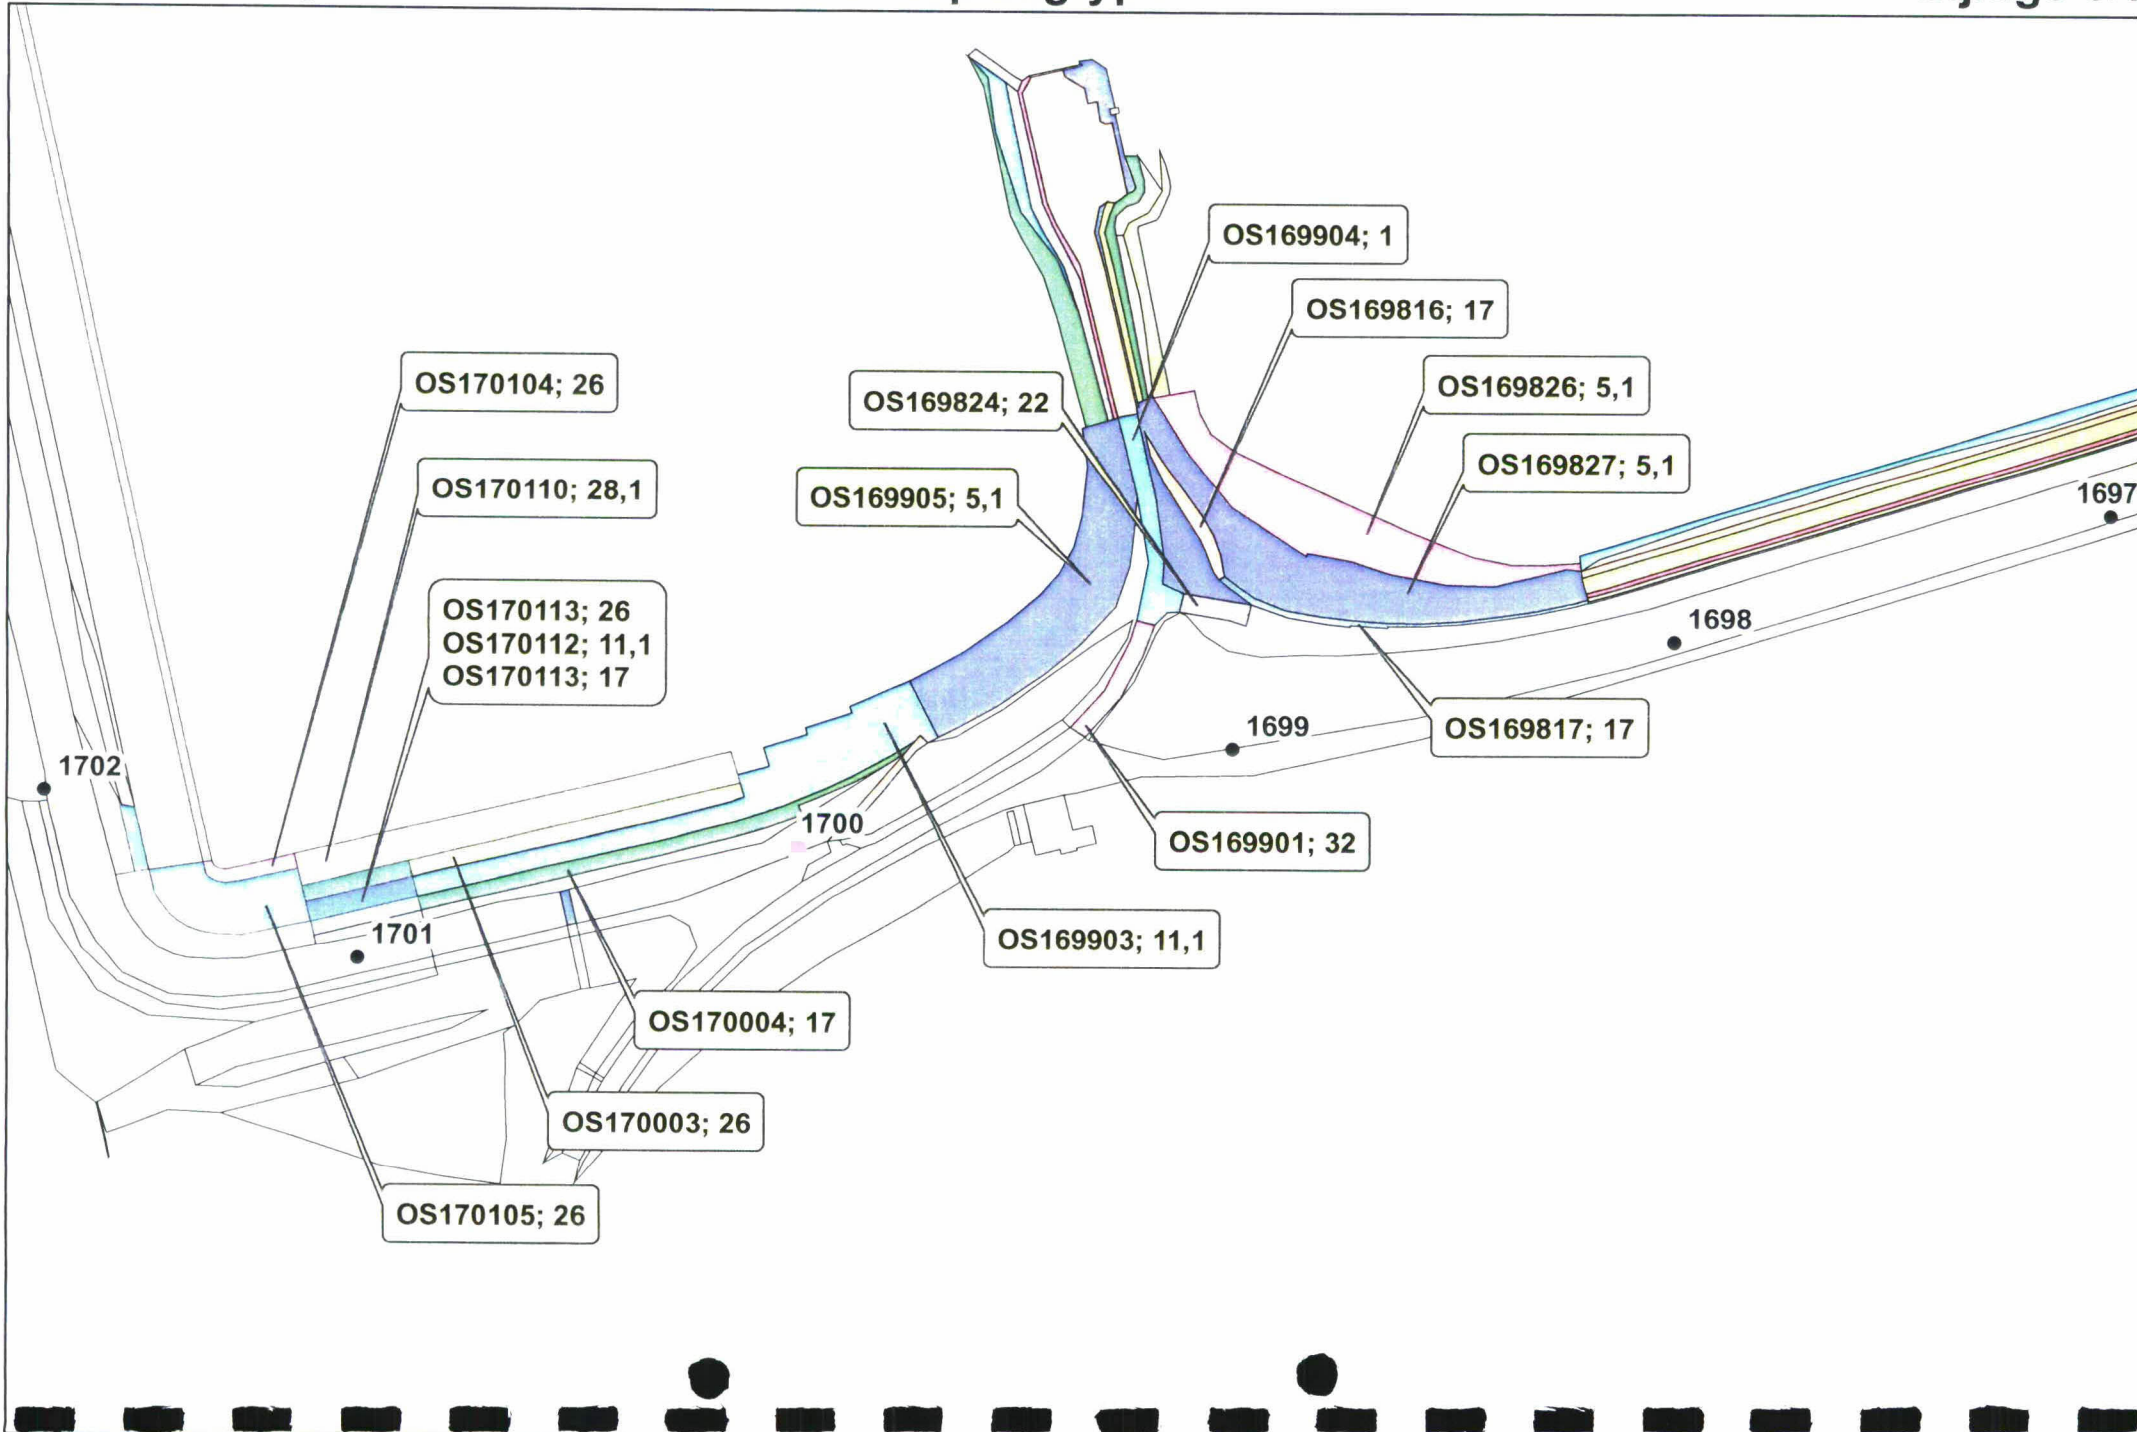 OS169904; 1
OS169816; 17
OS170104; 26
OS169824; 22
OS169826; 5,1
OS170110; 28,1
OS169905; 5,1
OS169827; 5,1
1697
OS170113; 26
OS170112; 11,1
OS170113; 17
1698
1699
OS169817; 17
1702
1700
OS169901; 32
1701
OS169903; 11,1
OS170004; 17
OS170003; 26
OS170105; 26